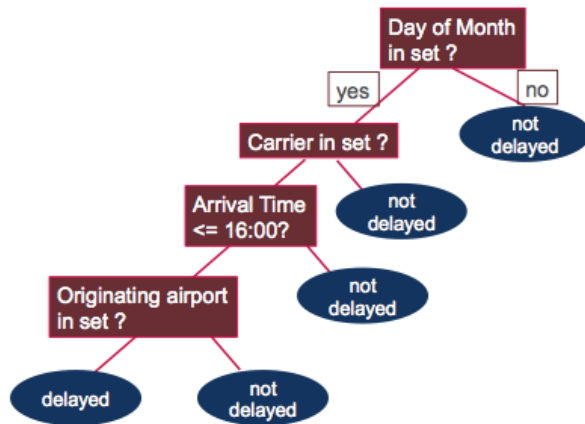 Day of Month
in set ?
yes
no
not
delayed
Carrier in set ?
not
delayed
Arrival Time
<= 16:00?
not
delayed
Originating airport
in set ?
delayed
not
delayed